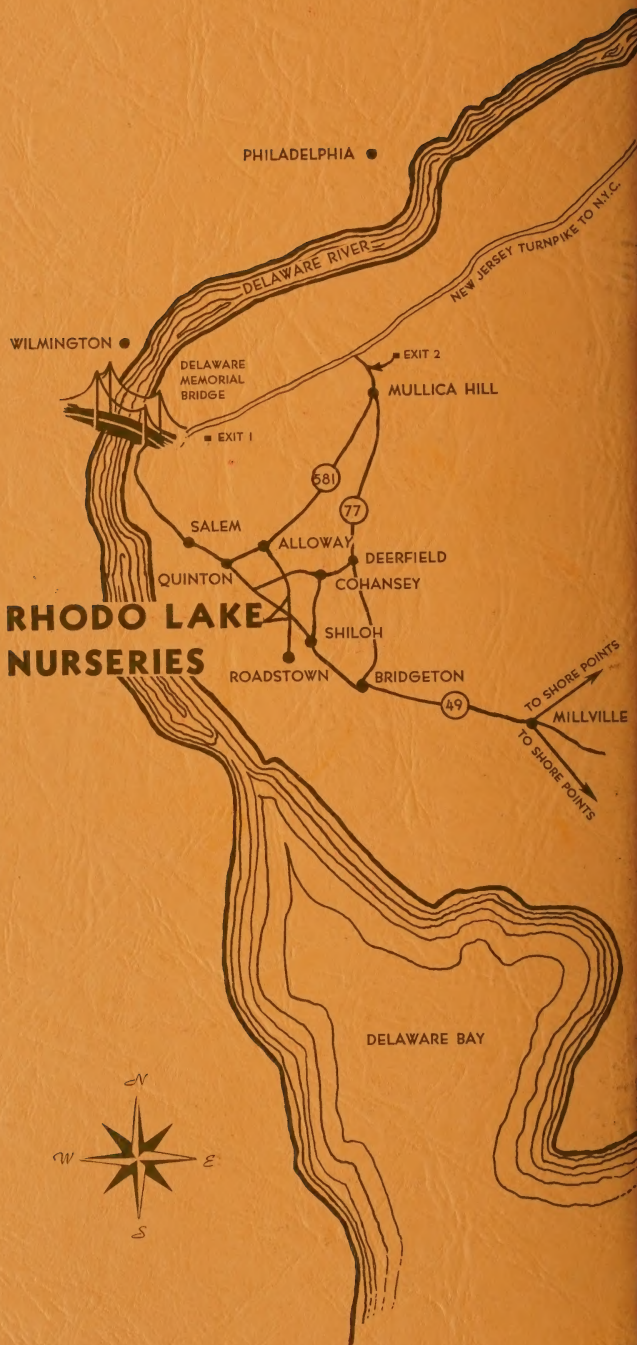 PHILADELPHIA
DELAWARE RIVER
NEW JERSEY TURNPIKE TO N.Y.C.
WILMINGTON
DELAWARE
MEMORIAL
BRIDGE
EXIT 2
MULLICA HILL
EXIT 1
581
77
SALEM
ALLOWAY
DEERFIELD
QUINTON
COHANSEY
RHODO LAKE
NURSERIES
SHILOH
ROADSTOWN
BRIDGETON
49
TO SHORE POINTS
MILLVILLE
TO SHORE POINTS
DELAWARE BAY
N
W
E
S